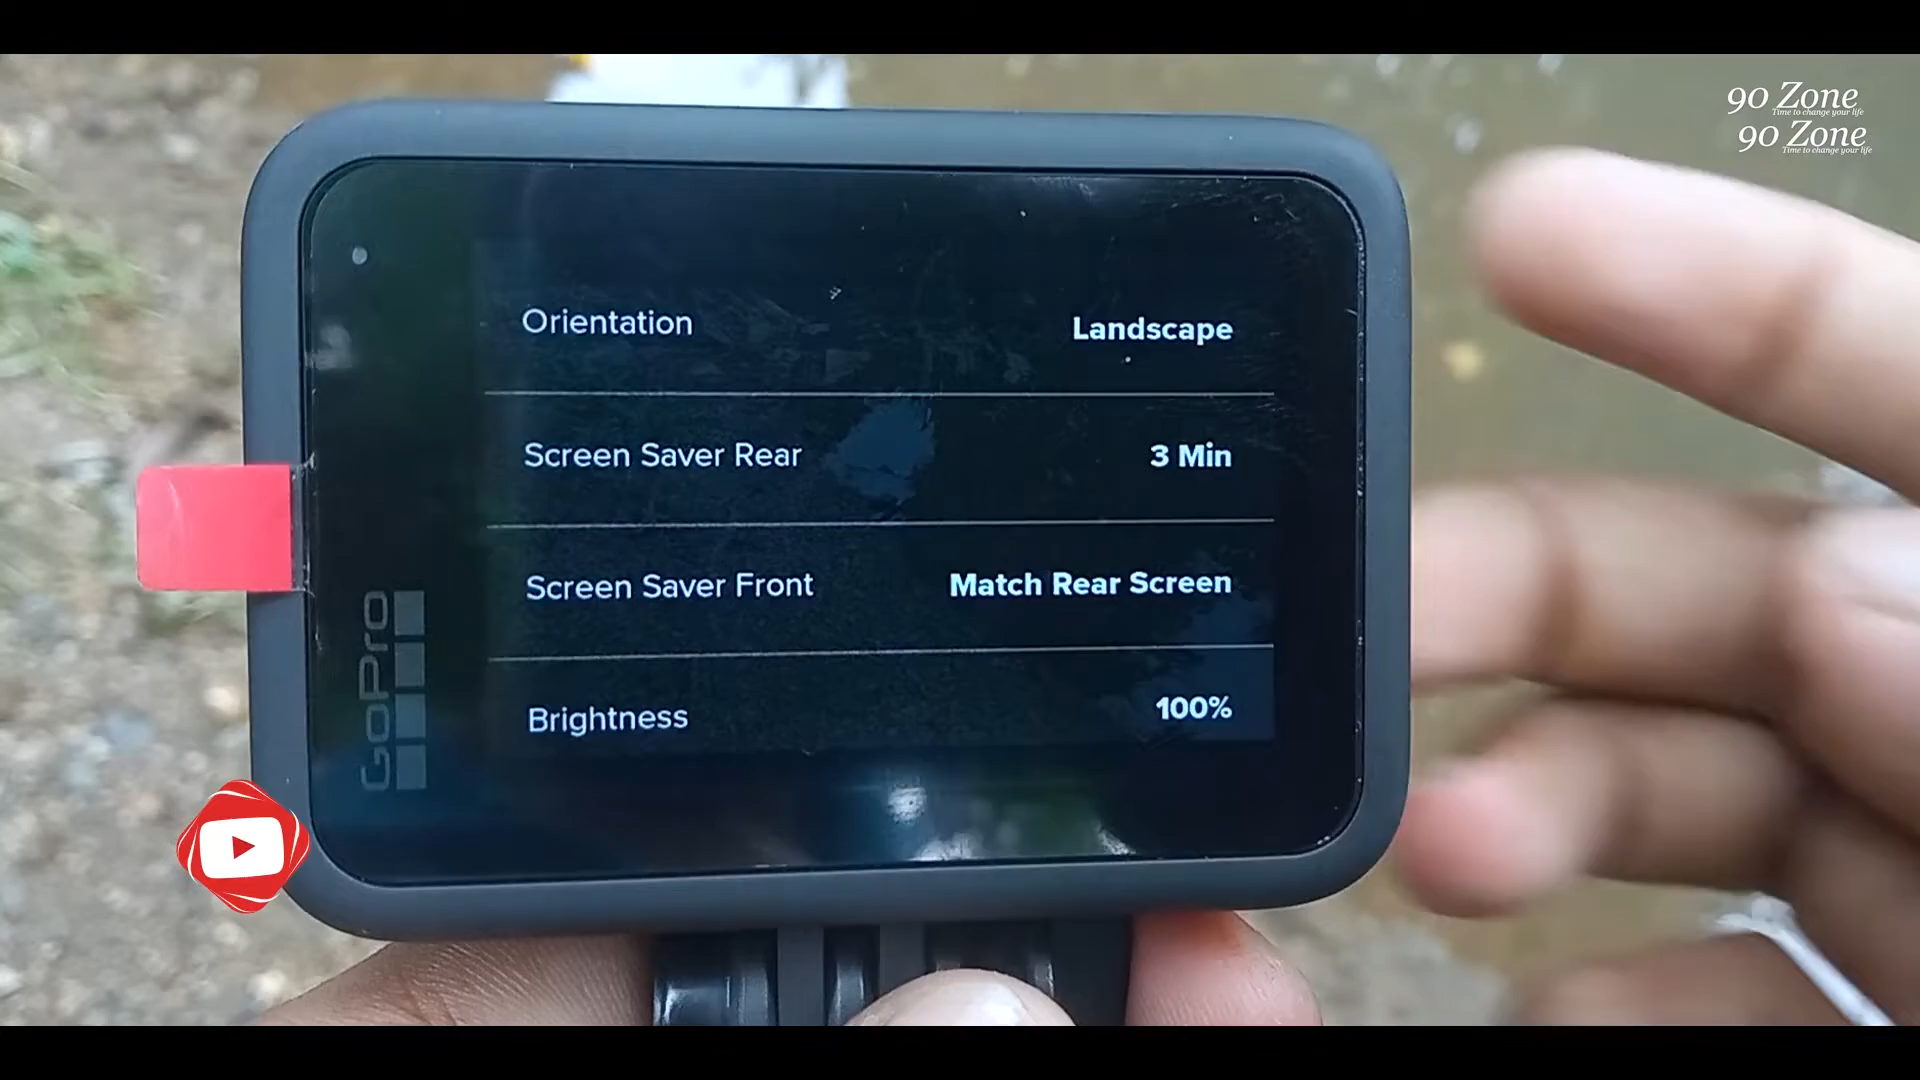 90 Zone
Time to change your life
90 Zone
Time to change your life
Orientation Landscape
Screen Saver Rear 3 Min
Screen Saver Front Match Rear Screen
Brightness 100%
GoPro